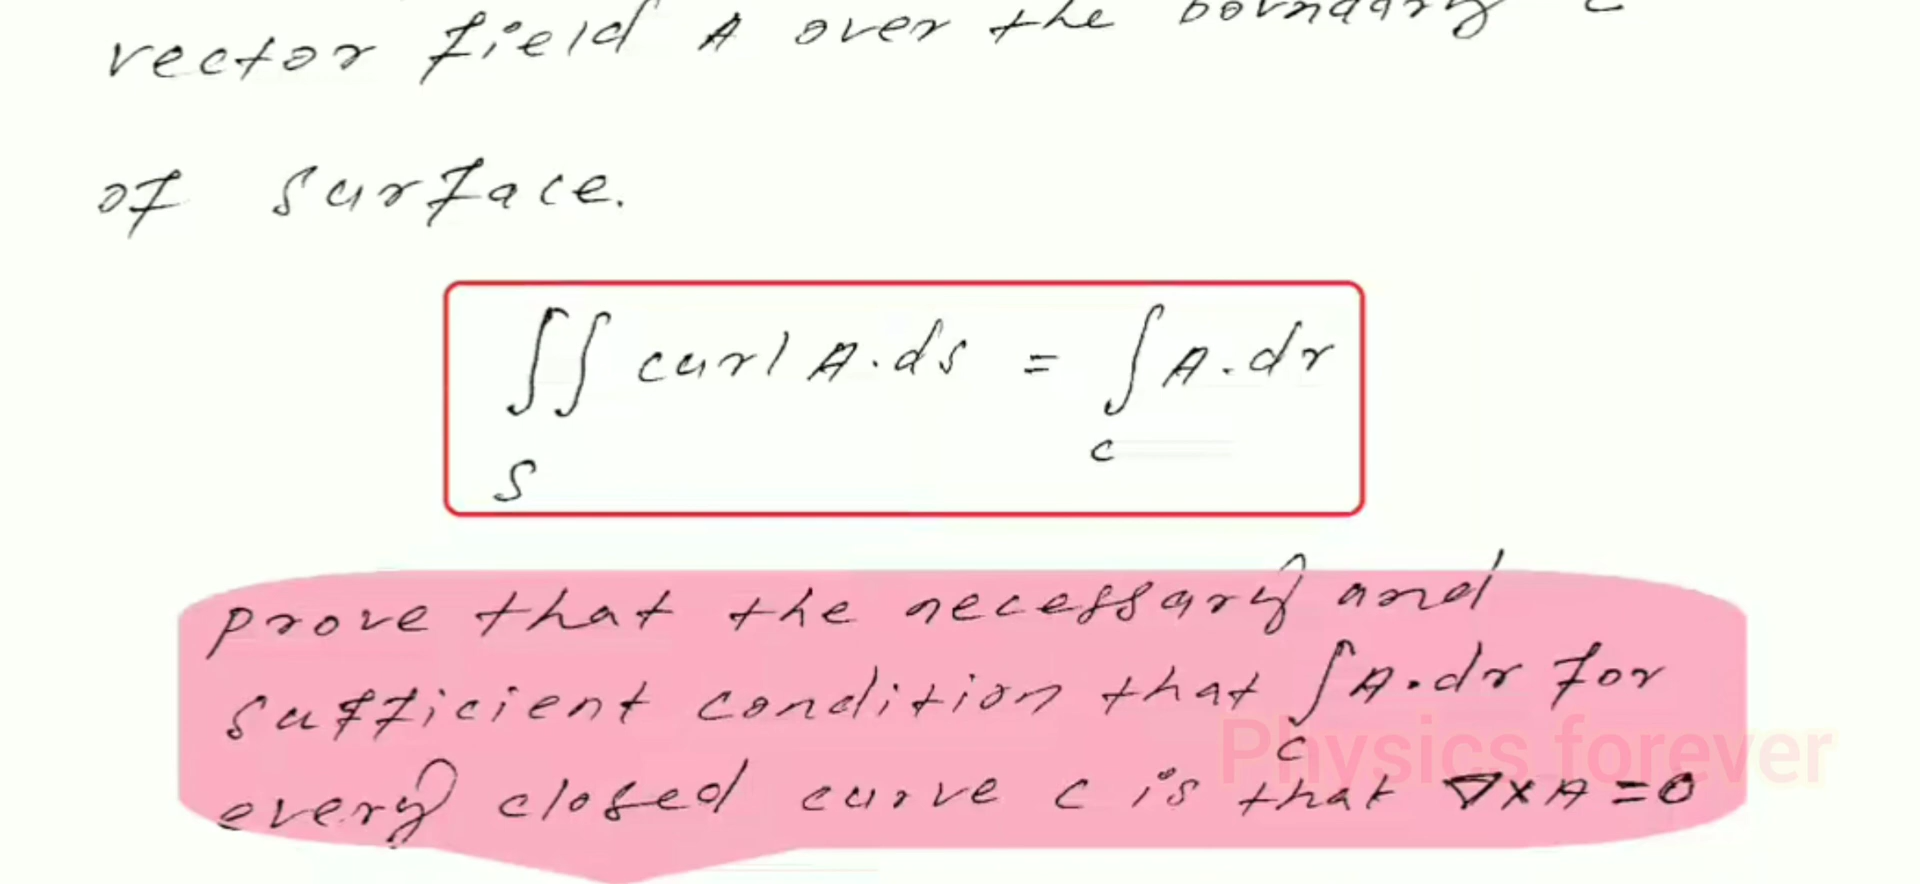 vector field A over the boundary C
of surface.
∬ curl A.ds = ∫ A.dr
S C
prove that the necessary and
sufficient condition that ∫ A.dr for
C
Physics forever
every closed curve C is that ∇×A=0